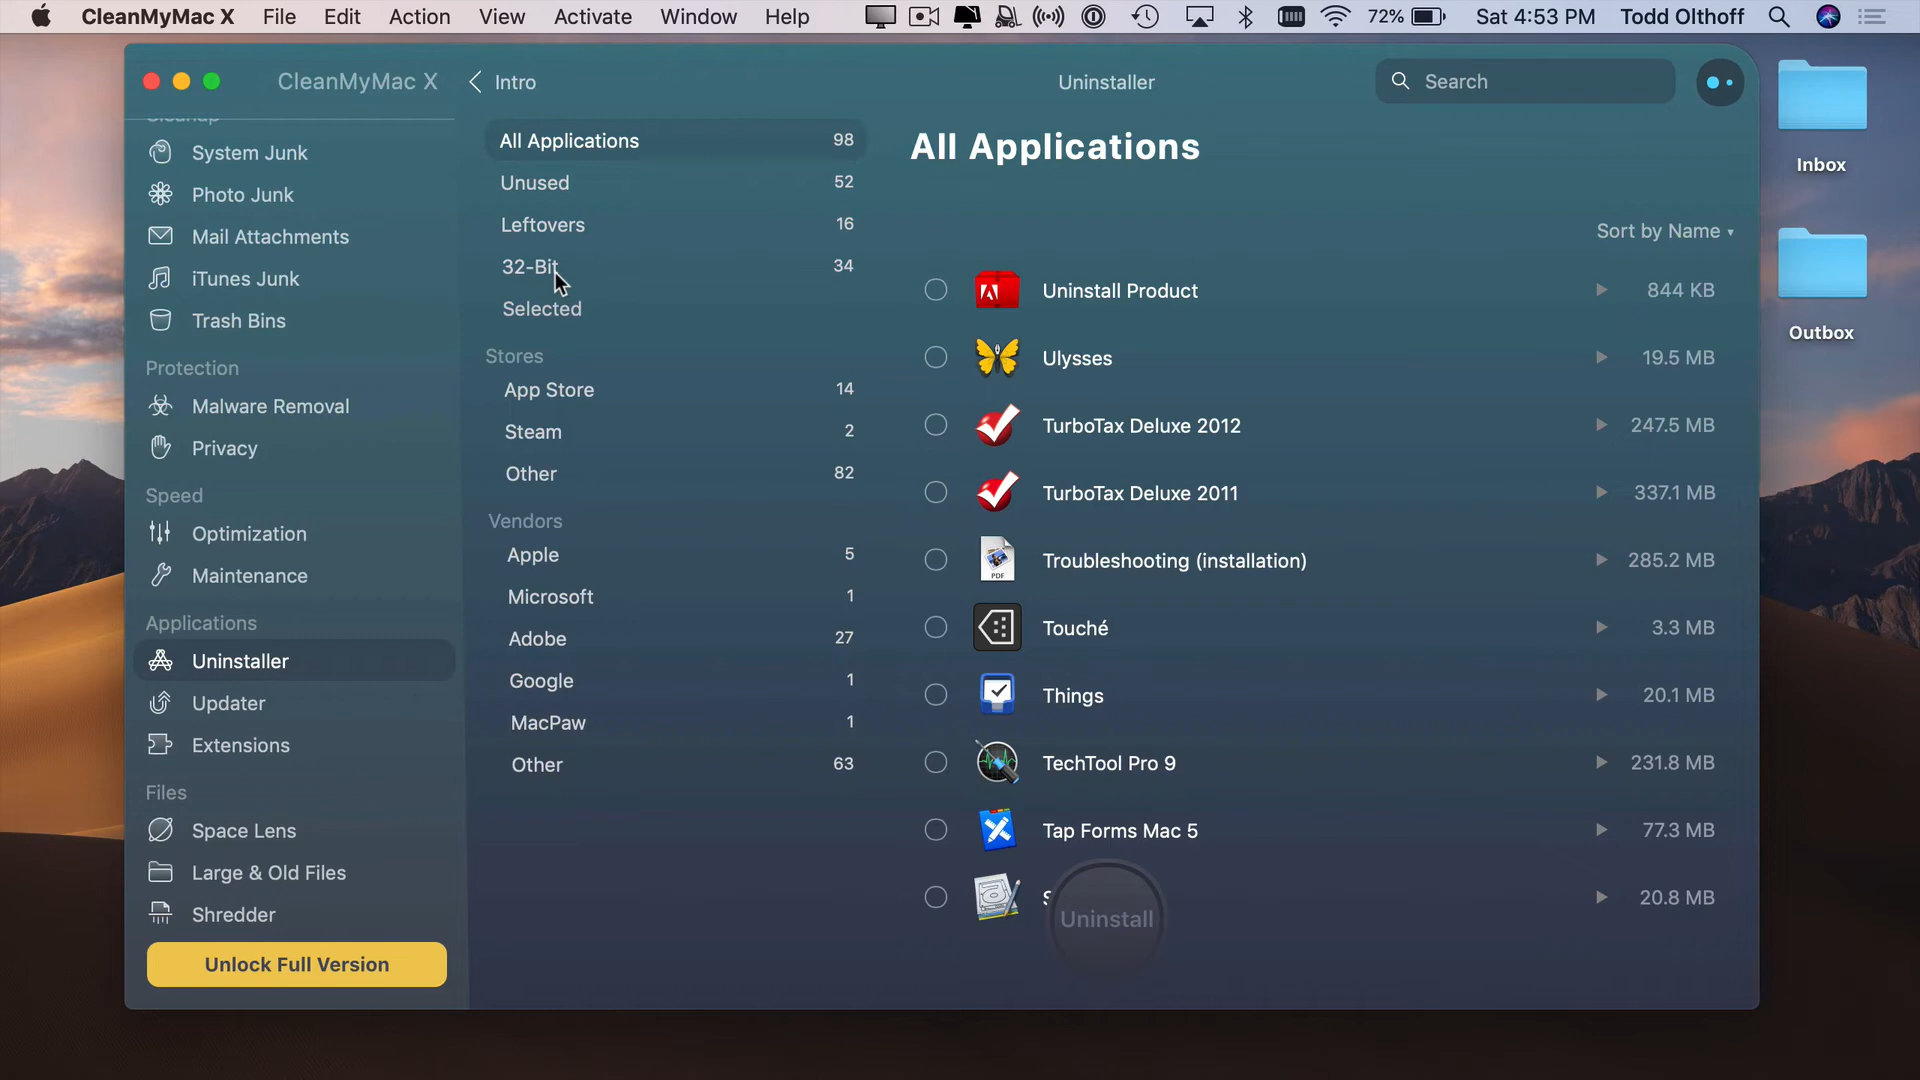 CleanMyMac X File Edit Action View Activate Window Help 72% Sat 4:53 PM Todd Olthoff
CleanMyMac X
Intro
Uninstaller
Search
Cleanup
System Junk
Photo Junk
Mail Attachments
iTunes Junk
Trash Bins
Protection
Malware Removal
Privacy
Speed
Optimization
Maintenance
Applications
Uninstaller
Updater
Extensions
Files
Space Lens
Large & Old Files
Shredder
Unlock Full Version
All Applications 98
Unused 52
Leftovers 16
32-Bit 34
Selected
Stores
App Store 14
Steam 2
Other 82
Vendors
Apple 5
Microsoft 1
Adobe 27
Google 1
MacPaw 1
Other 63
All Applications
Sort by Name
Uninstall Product 844 KB
Ulysses 19.5 MB
TurboTax Deluxe 2012 247.5 MB
TurboTax Deluxe 2011 337.1 MB
PDF
Troubleshooting (installation) 285.2 MB
Touché 3.3 MB
Things 20.1 MB
TechTool Pro 9 231.8 MB
Tap Forms Mac 5 77.3 MB
20.8 MB
Uninstall
Inbox
Outbox